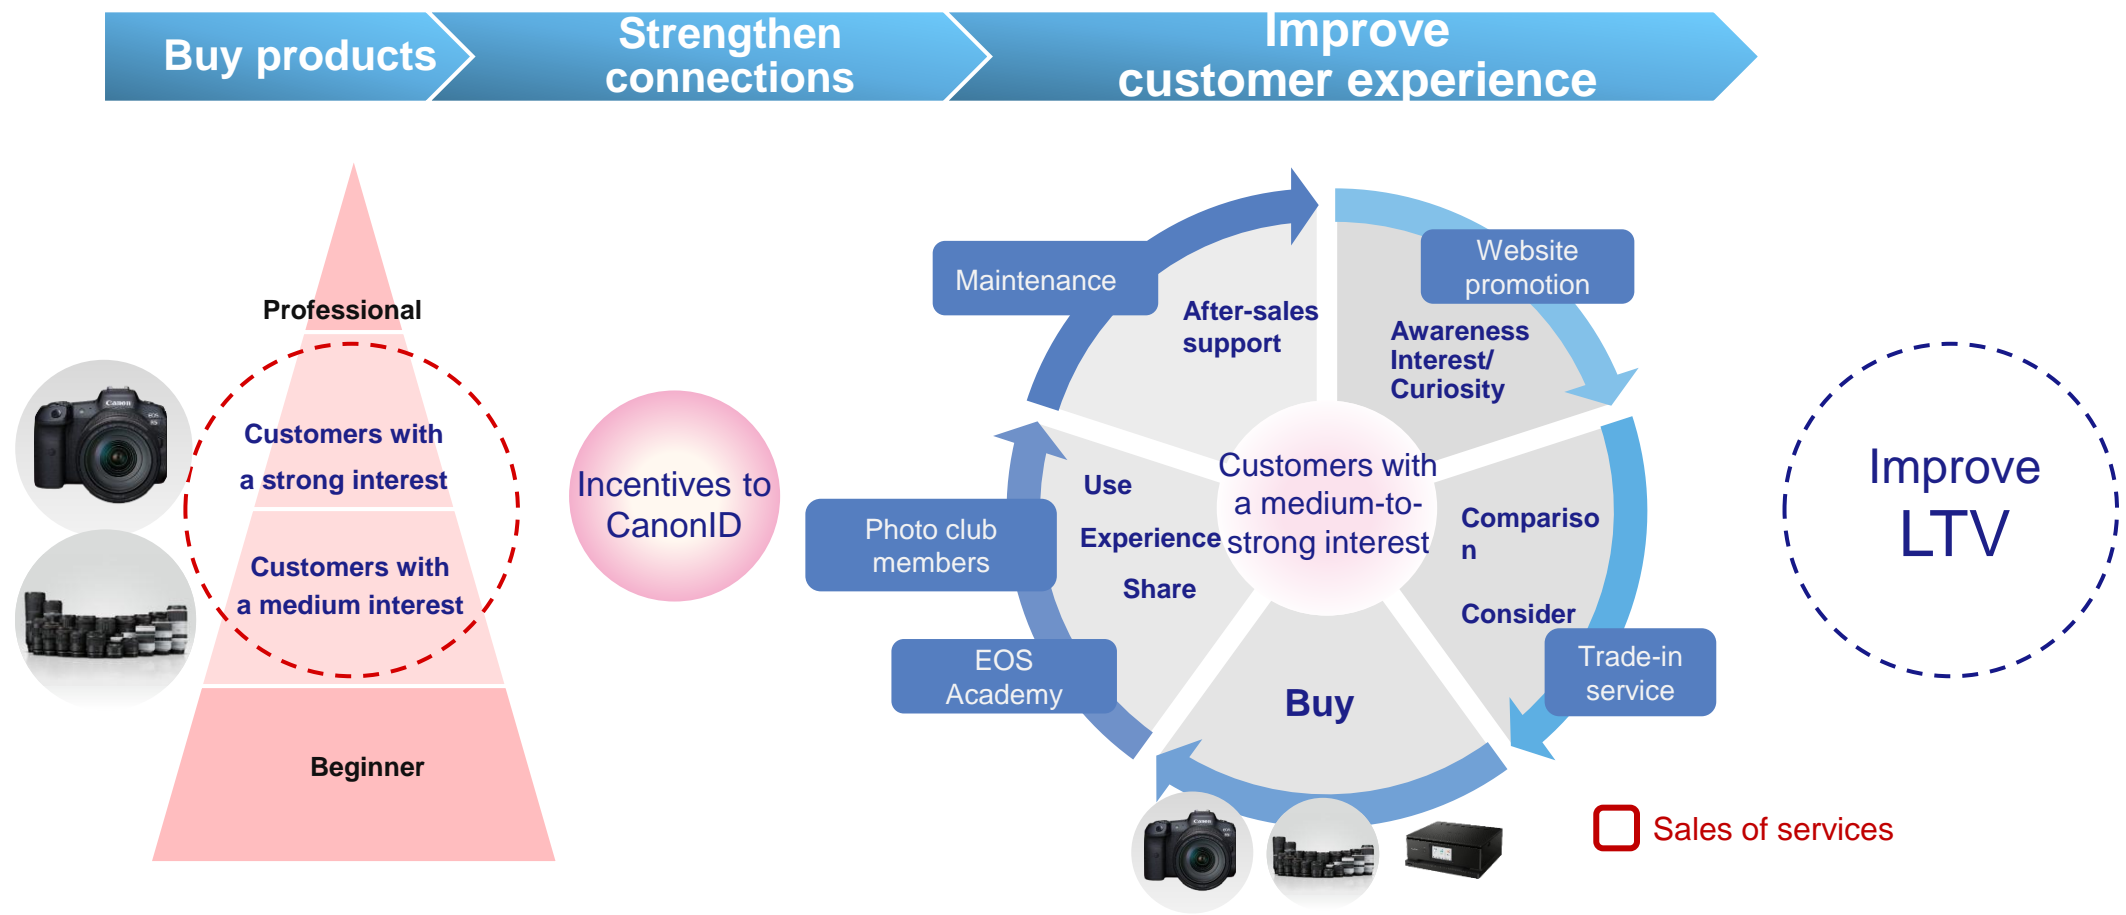 Buy products
Strengthen
connections
Improve
customer experience
Professional
Customers with
a strong interest
Customers with
a medium interest
Beginner
Canon
Incentives to
CanonID
Maintenance
After-sales
support
Website
promotion
Awareness
Interest/
Curiosity
Customers with
a medium-to-
strong interest
Use
Experience
Share
Photo club
members
EOS
Academy
Compariso
n
Consider
Trade-in
service
Buy
Canon
Improve
LTV
Sales of services